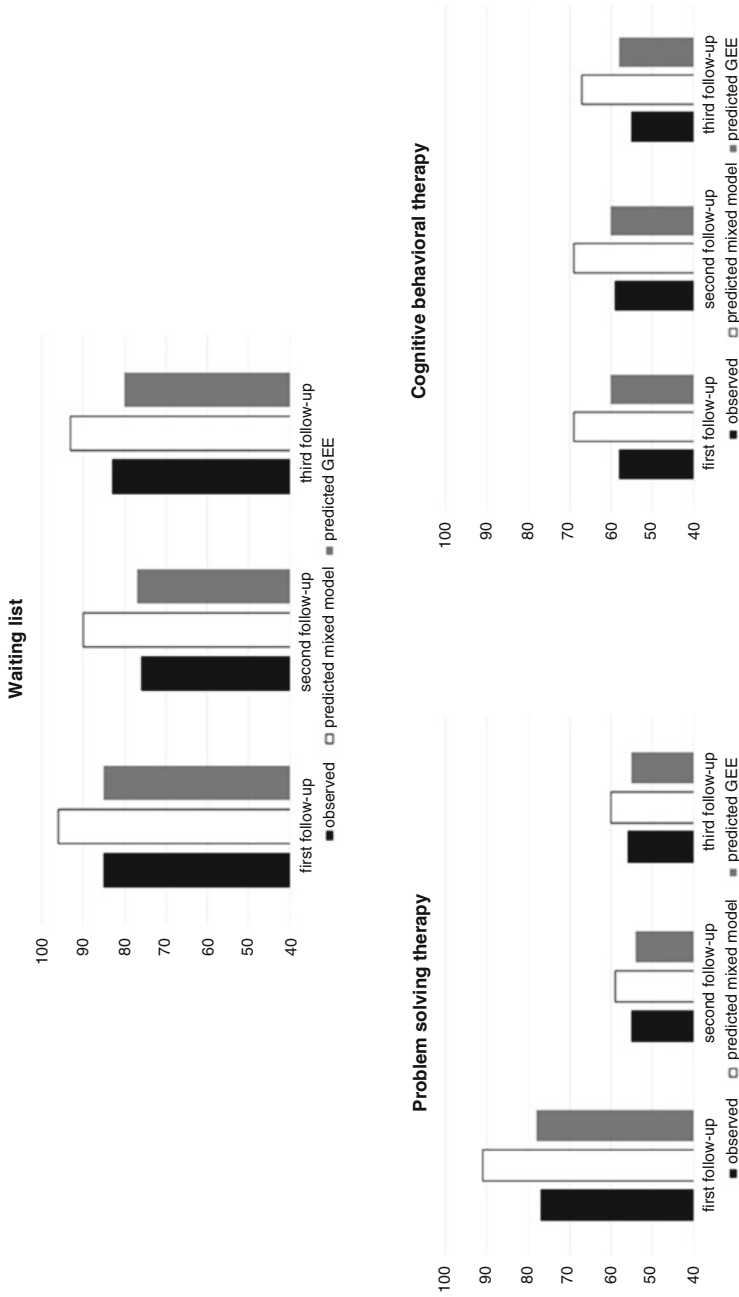 Waiting list
100
90
80
70
60
50
40
first follow-up second follow-up third follow-up
observed predicted mixed model predicted GEE
Problem solving therapy
100
90
80
70
60
50
40
first follow-up second follow-up third follow-up
observed predicted mixed model predicted GEE
Cognitive behavioral therapy
100
90
80
70
60
50
40
first follow-up second follow-up third follow-up
observed predicted mixed model predicted GEE